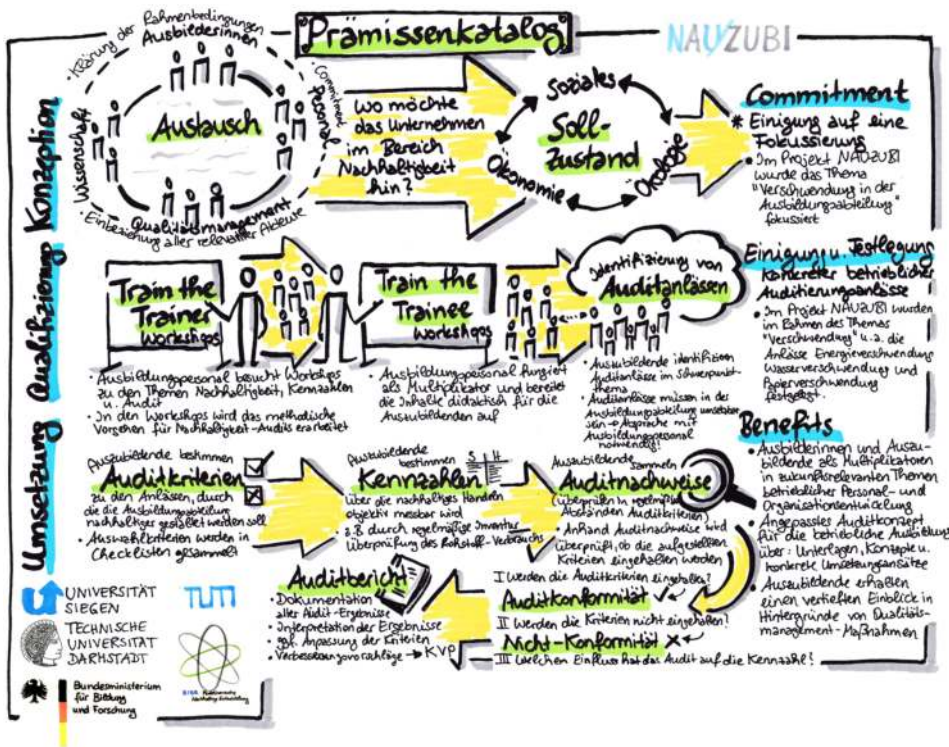 Prämissenkatalog
NAUZUBI
Konzeption
Qualifizierung
Umsetzung
• Klärung der Rahmenbedingungen
Ausbilderinnen
• Commitment
Personal
Wissenschaft
Austausch
Qualitätsmanagement
• Einbeziehung aller relevanter Akteure
Wo möchte
das Unternehmen
im Bereich
Nachhaltigkeit
hin?
Soziales
Soll-
Zustand
Ökonomie
Ökologie
Commitment
* Einigung auf eine
Fokussierung
• Im Projekt NAUZUBI
wurde das Thema
"Verschwendung in der
Ausbildungsabteilung"
fokussiert
Train the
Trainer
Workshops
• Ausbildungspersonal besucht Workshops
zu den Themen Nachhaltigkeit, Kennzahlen
u. Audit
• In den Workshops wird das methodische
Vorgehen für Nachhaltigkeit-Audits erarbeitet
Train the
Trainee
Workshops
• Ausbildungspersonal fungiert
als Multiplikator und bereitet
die Inhalte didaktisch für die
Auszubildenden auf
Identifizierung von
Auditanlässen
• Auszubildende identifizieren
Auditanlässe im Schwerpunkt-
thema
• Auditanlässe müssen in der
Ausbildungsabteilung umsetzbar
sein → Absprache mit
Ausbildungspersonal
notwendig!
Einigung u. Festlegung
konkreter betrieblicher
Auditierungsanlässe
• Im Projekt NAUZUBI wurden
im Rahmen des Themas
"Verschwendung" u.a. die
Anlässe Energieverschwendung
Wasserverschwendung und
Papierverschwendung
festgelegt.
Auszubildende bestimmen
Auditkriterien
zu den Anlässen, durch
die die Ausbildungsabteilung
nachhaltiger gestaltet werden soll
• Auswahlkriterien werden in
Checklisten gesammelt
Auszubildende
bestimmen
S H
Kennzahlen
über die nachhaltiges Handeln
objektiv messbar wird
z.B durch regelmäßige Inventur
Überprüfung des Rohstoff-Verbrauchs
Auszubildende
sammeln
Auditnachweise
(überprüfen in regelmäßigen
Abständen Auditkriterien)
• Anhand Auditnachweise wird
überprüft, ob die aufgestellten
Kriterien eingehalten werden
Benefits
• Ausbilderinnen und Auszu-
bildende als Multiplikatoren
in zukunftsrelevanten Themen
betrieblicher Personal- und
Organisationsentwicklung
• Angepasstes Auditkonzept
für die betriebliche Ausbildung
über: Unterlagen, Konzepte u.
konkrete Umsetzungsansätze
• Auszubildende erhalten
einen vertieften Einblick in
Hintergründe von Qualitäts-
management-Maßnahmen
I Werden die Auditkriterien eingehalten?
Auditkonformität
II Werden die Kriterien nicht eingehalten?
Nicht-Konformität
III Welchen Einfluss hat das Audit auf die Kennzahl?
Auditbericht
• Dokumentation
aller Audit-Ergebnisse
• Interpretation der Ergebnisse
• ggf. Anpassung der Kriterien
• Verbesserungsvorschläge → KVP
UNIVERSITÄT
SIEGEN
TUM
TECHNISCHE
UNIVERSITÄT
DARMSTADT
Bundesministerium
für Bildung
und Forschung